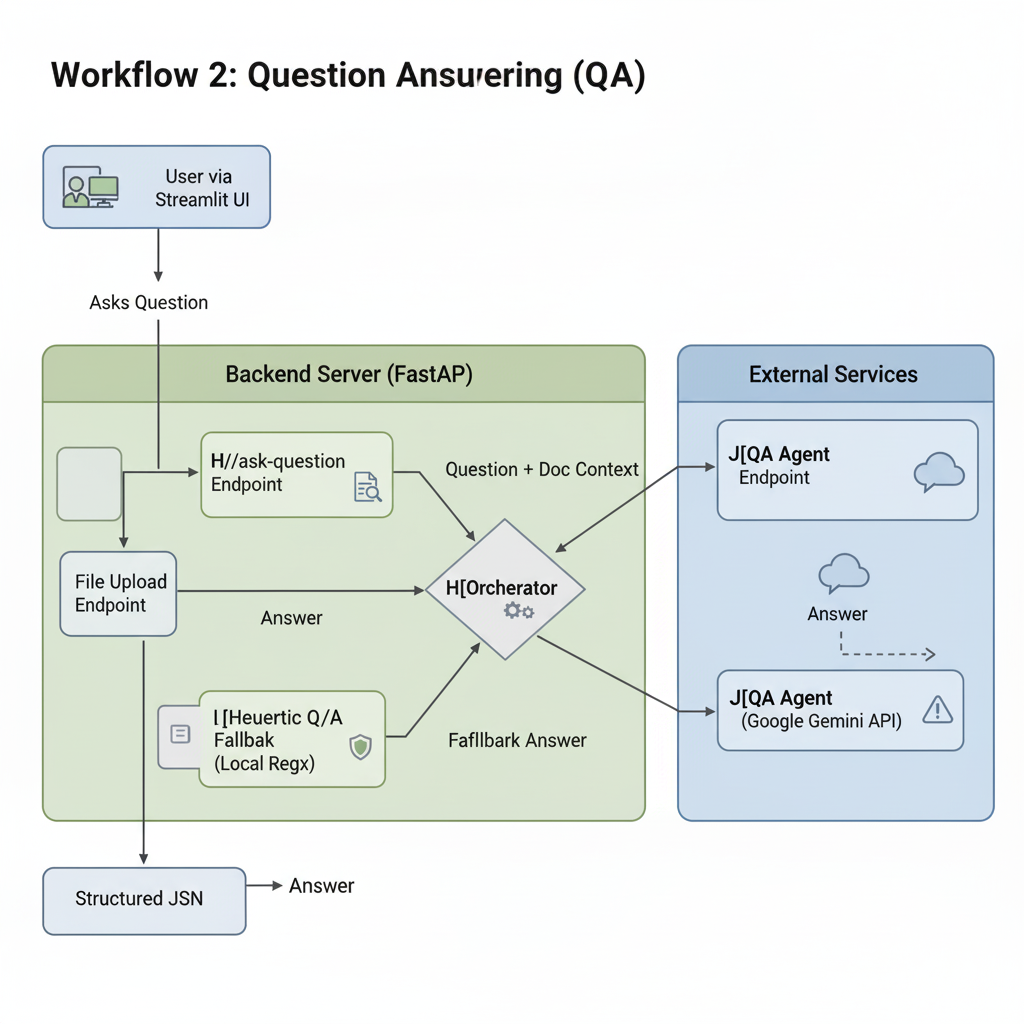 Workflow 2: Question Ansuvering (QA)
User via
Streamlit UI
Asks Question
Backend Server (FastAP)
External Services
H//ask-question
Endpoint
Question + Doc Context
J[QA Agent
Endpoint
File Upload
Endpoint
H[Orcherator
Answer
Answer
I [Heuertic Q/A
Fallbak
(Local Regx)
Fafllbark Answer
J[QA Agent
(Google Gemini API)
Structured JSN
Answer